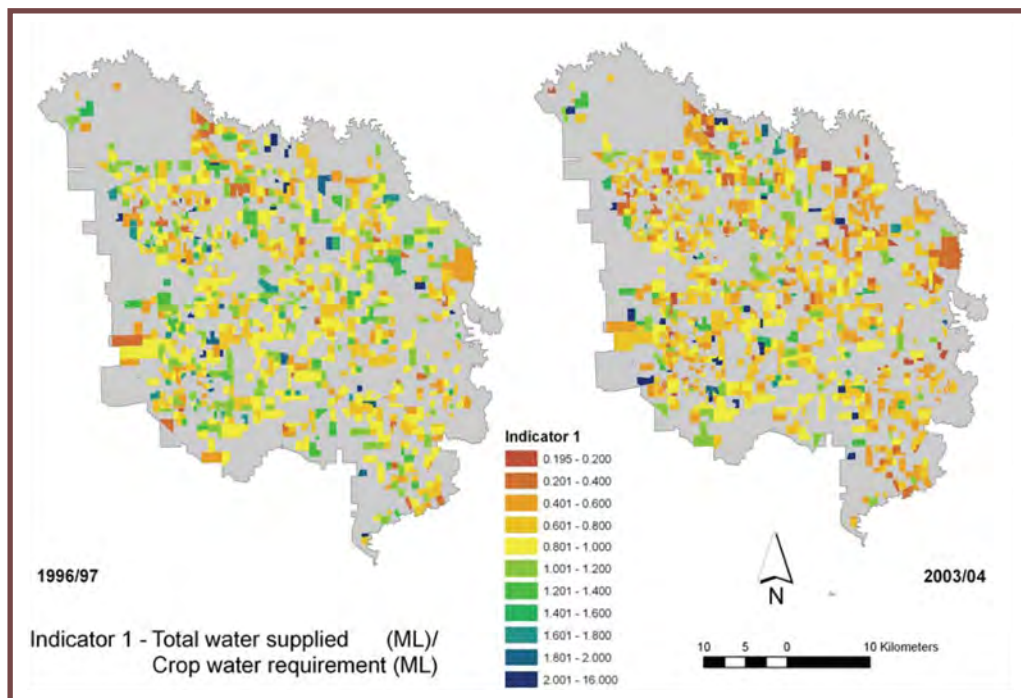 Indicator 1
0.195 - 0.200
0.201 - 0.400
0.401 - 0.600
0.601 - 0.800
0.801 - 1.000
1.001 - 1.200
1.201 - 1.400
1.401 - 1.600
1.601 - 1.800
1.801 - 2.000
2.001 - 16.000
1996/97
2003/04
N
Indicator 1 - Total water supplied (ML)/
Crop water requirement (ML)
10 5 0 10 Kilometers